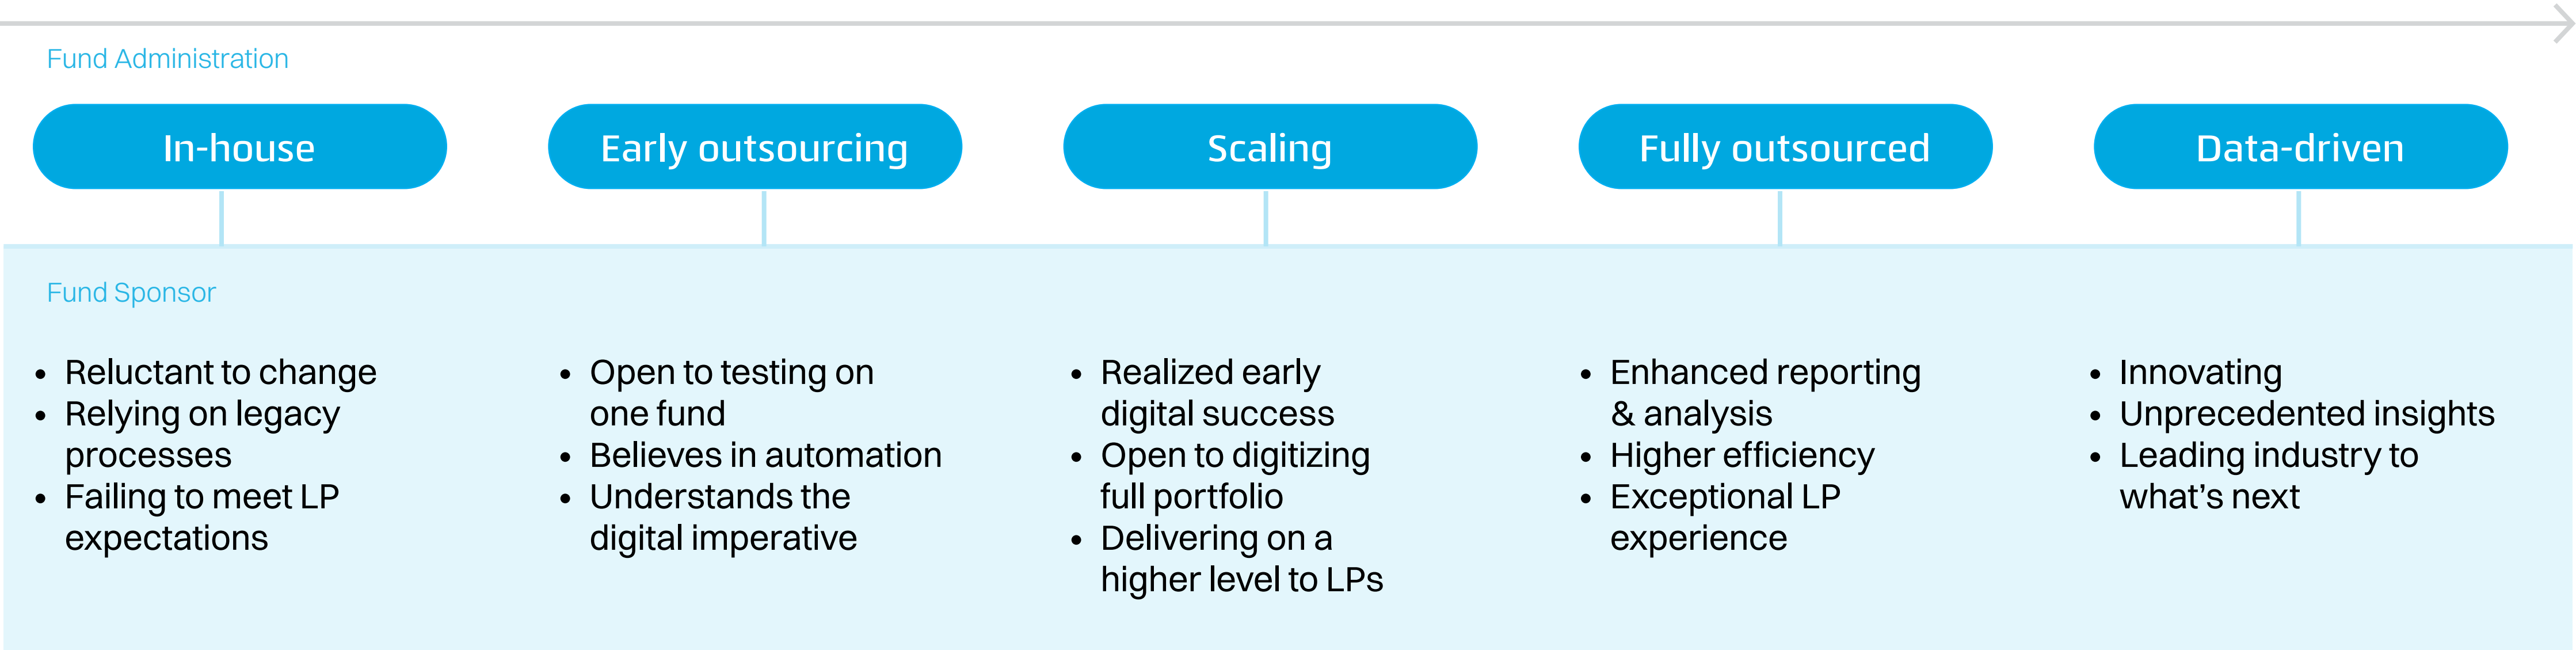 Fund Administration
In-house
Early outsourcing
Scaling
Fully outsourced
Data-driven
Fund Sponsor
• Reluctant to change
• Relying on legacy
processes
• Failing to meet LP
expectations
• Open to testing on
one fund
• Believes in automation
• Understands the
digital imperative
• Realized early
digital success
• Open to digitizing
full portfolio
• Delivering on a
higher level to LPs
• Enhanced reporting
& analysis
• Higher efficiency
• Exceptional LP
experience
• Innovating
• Unprecedented insights
• Leading industry to
what’s next